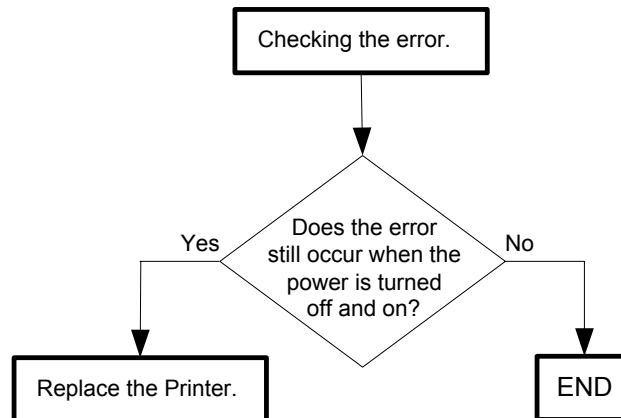 Checking the error.
Does the error
still occur when the
power is turned
off and on?
Yes
No
Replace the Printer.
END